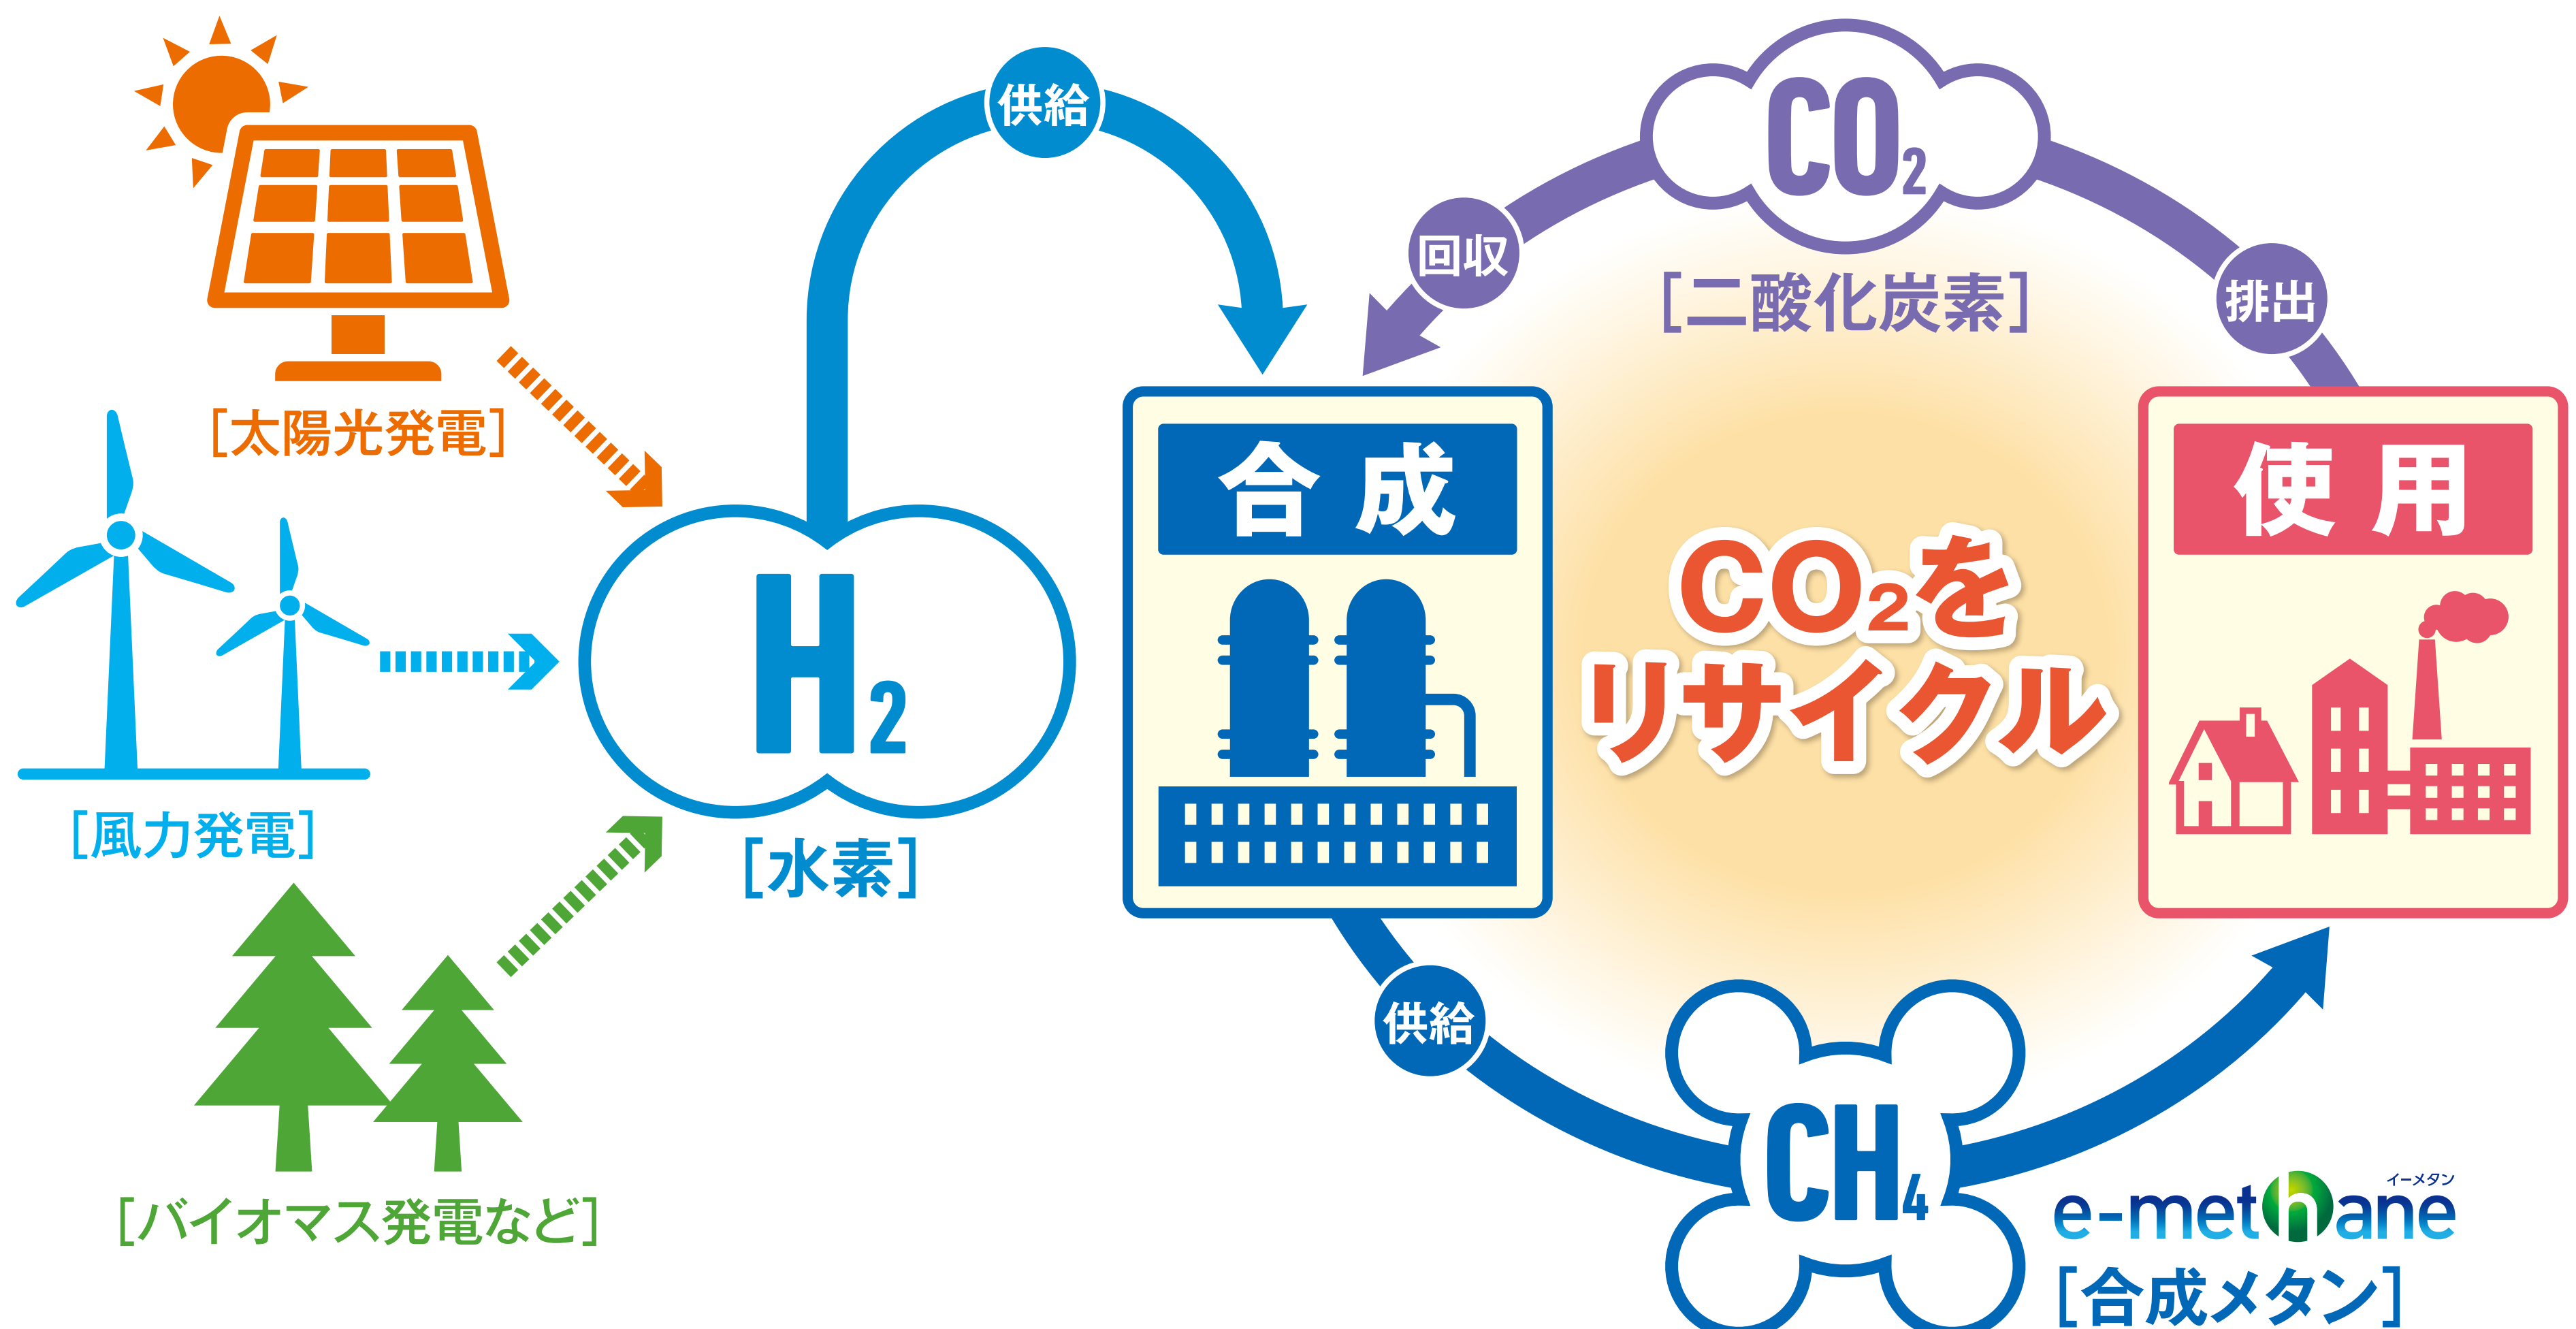 [太陽光発電]
[風力発電]
[バイオマス発電など]
H2
[水素]
供給
合成
CO2
[二酸化炭素]
回収
排出
CO2を
リサイクル
使用
供給
CH4
イーメタン
e-methane
[合成メタン]